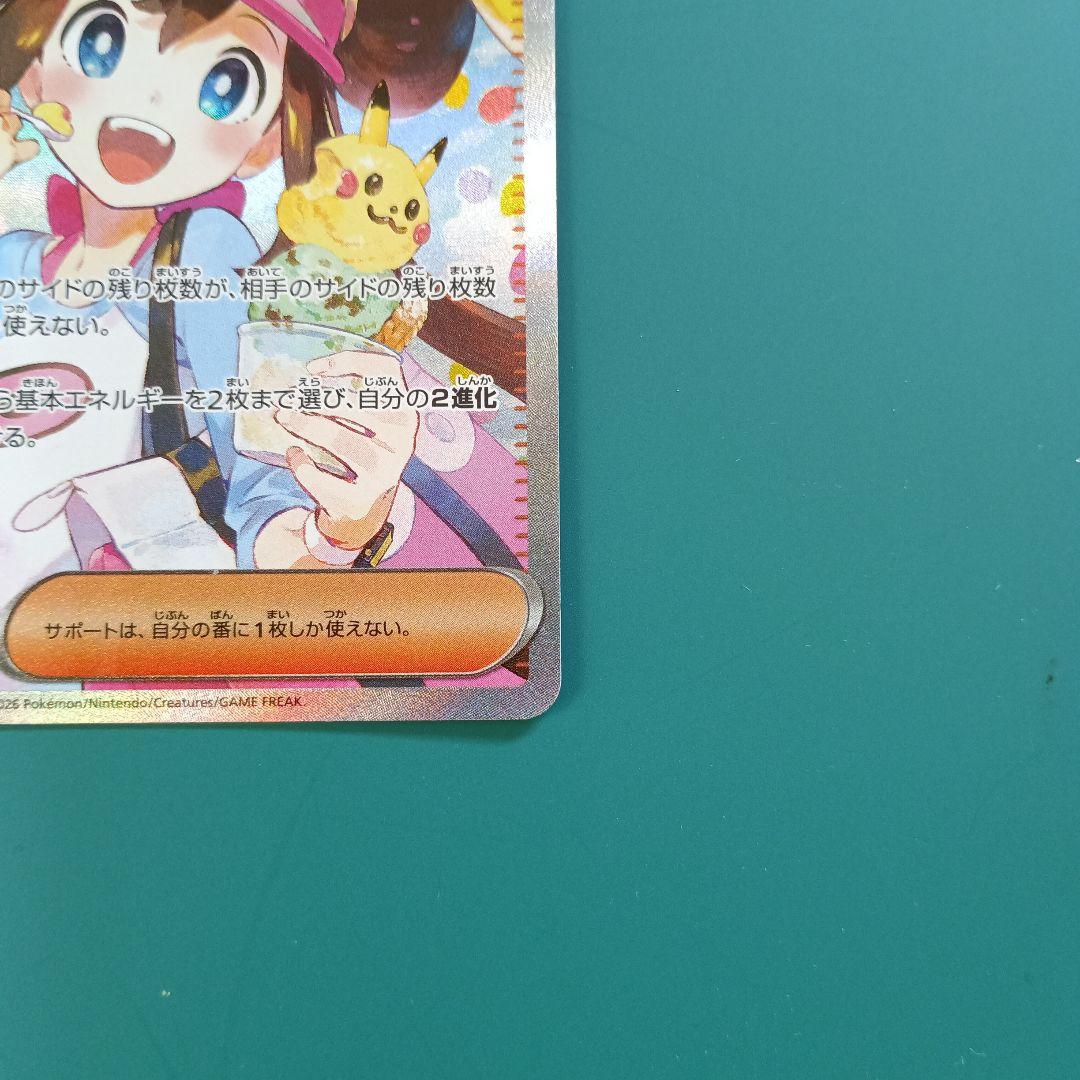 のサイドの残り枚数が、相手のサイドの残り枚数
使えない。
基本エネルギーを2枚まで選び、自分の2進化
る。
サポートは、自分の番に1枚しか使えない。
026 Pokémon/Nintendo/Creatures/GAME FREAK.